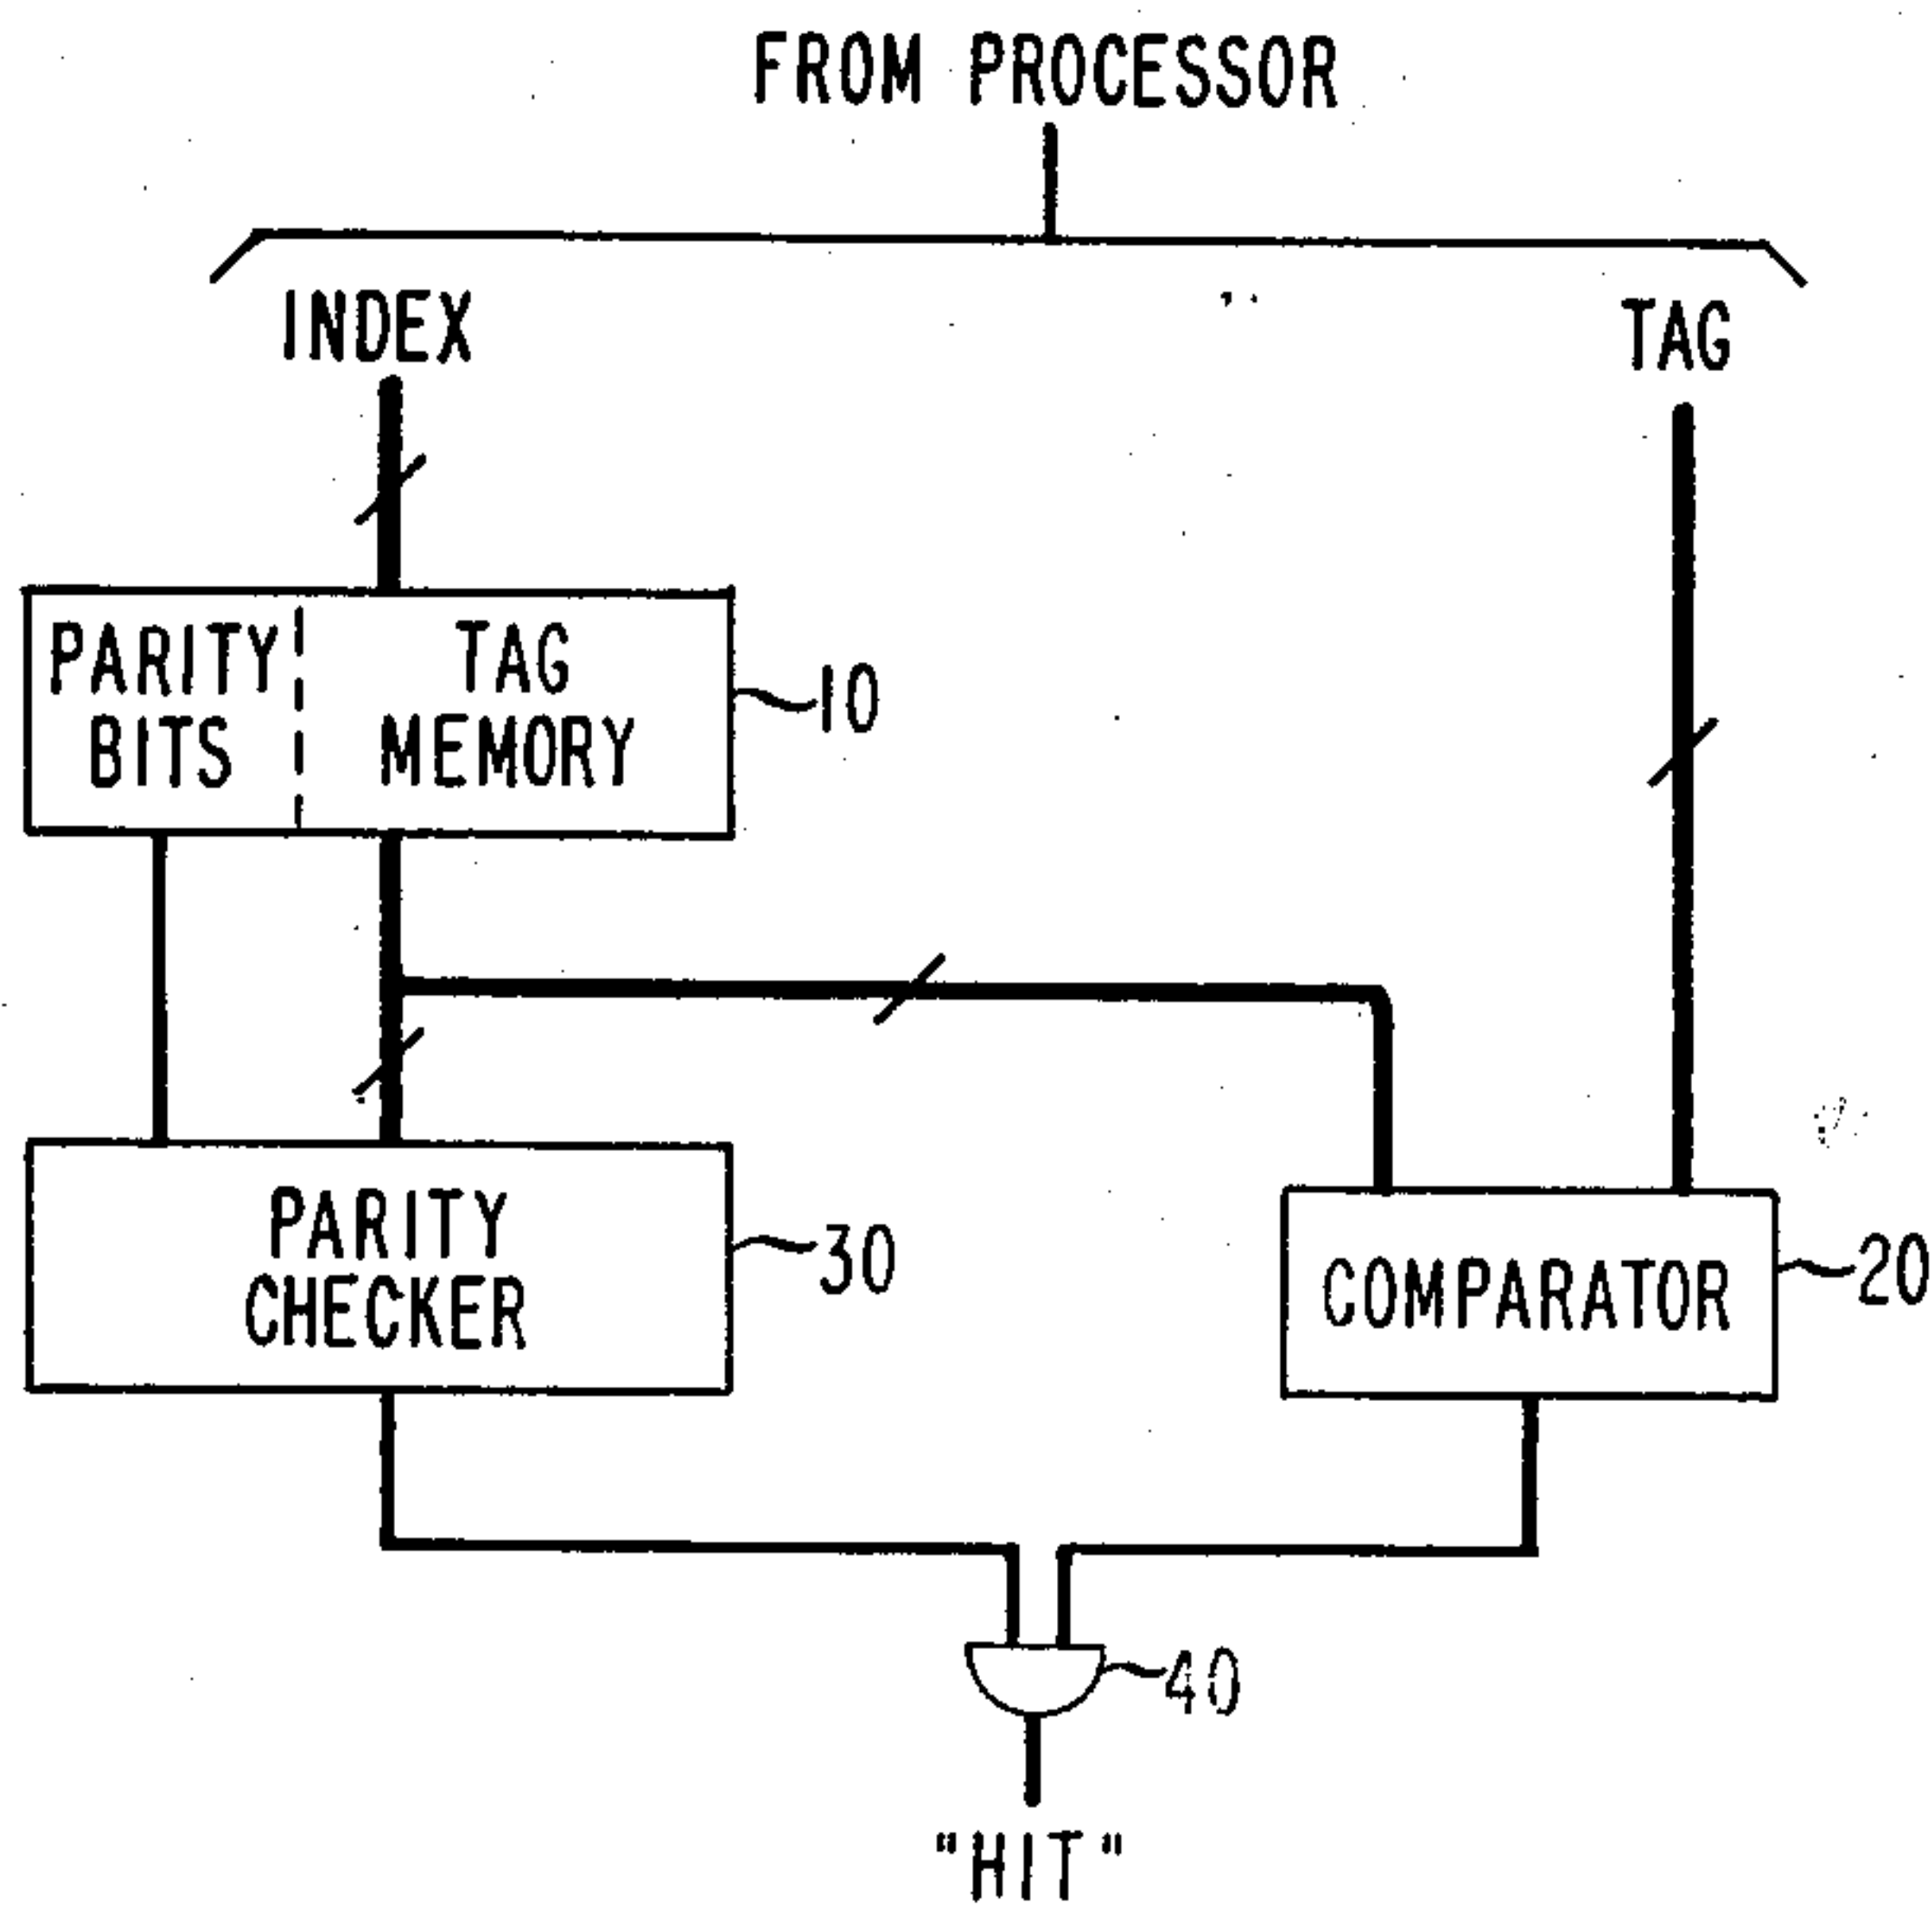 FROM PROCESSOR
INDEX
TAG
PARITY
BITS
TAG
MEMORY
10
PARITY
CHECKER
30
COMPARATOR
20
40
"HIT"